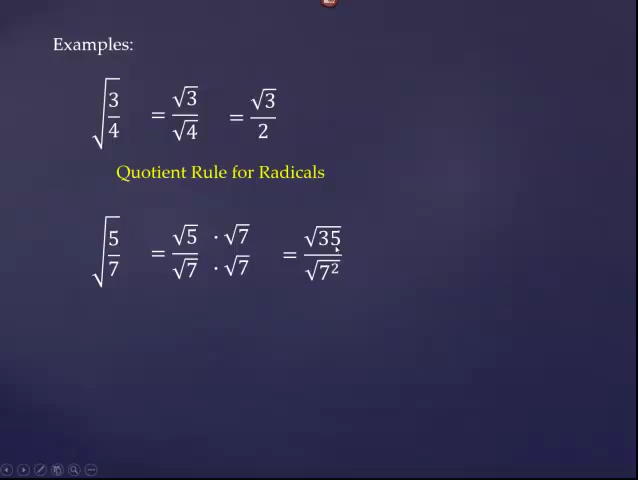 Examples:
√(3/4) = √3/√4 = √3/2
Quotient Rule for Radicals
√(5/7) = √5/√7 · √7/· √7 = √35/√7²